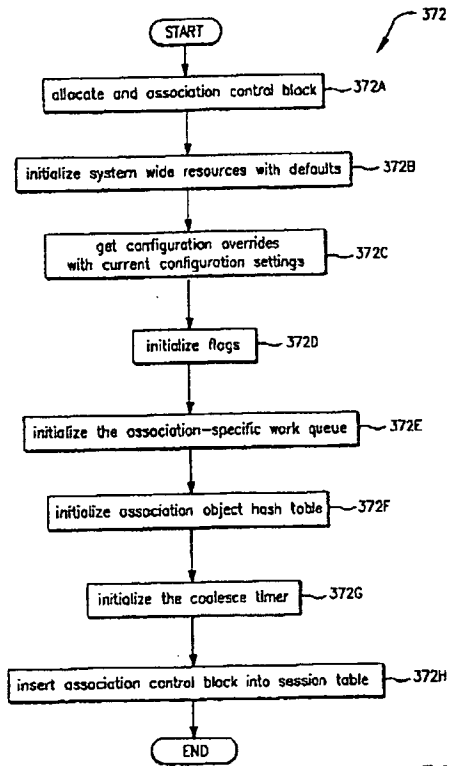 372
START
allocate and association control block
372A
initialize system wide resources with defaults
372B
get configuration overrides
with current configuration settings
372C
initialize flags
372D
initialize the association-specific work queue
372E
initialize association object hash table
372F
initialize the coalesce timer
372G
insert association control block into session table
372H
END